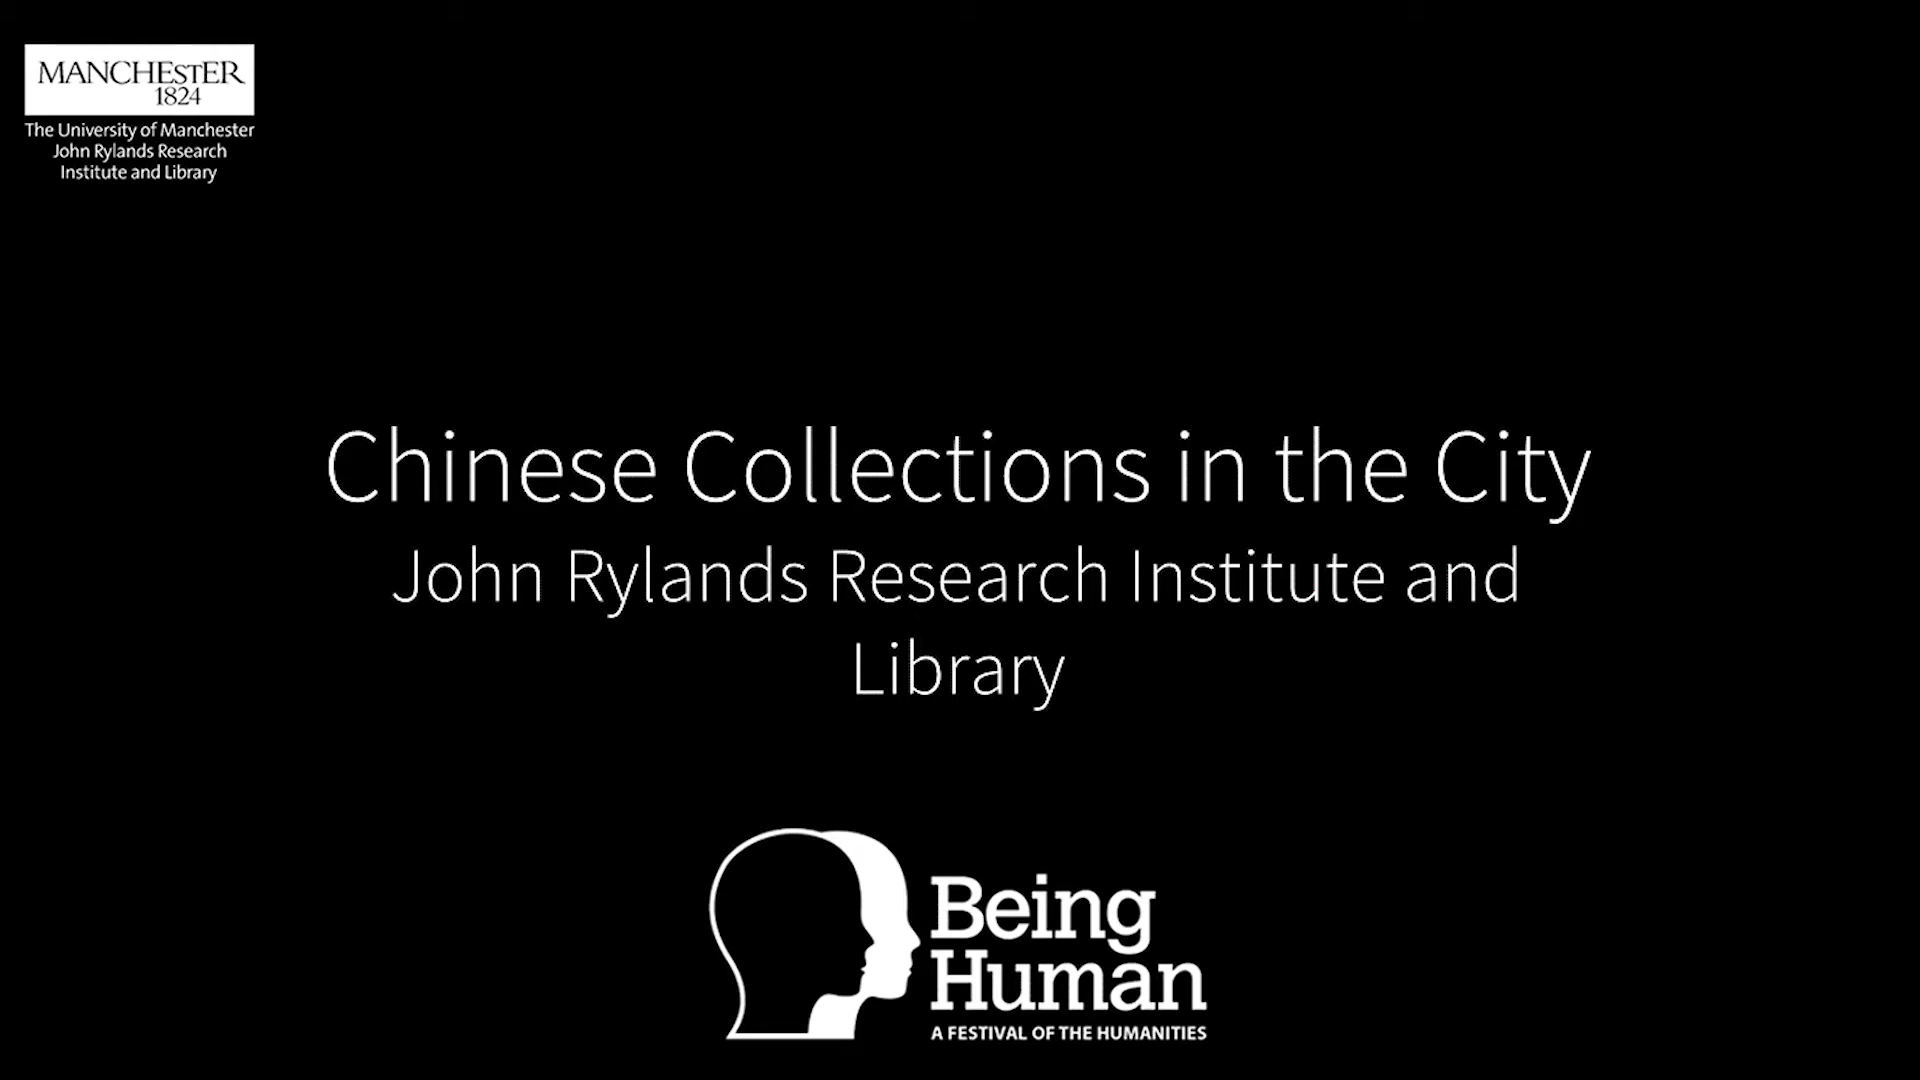 MANCHESTER
1824
The University of Manchester
John Rylands Research
Institute and Library
Chinese Collections in the City
John Rylands Research Institute and
Library
Being
Human
A FESTIVAL OF THE HUMANITIES